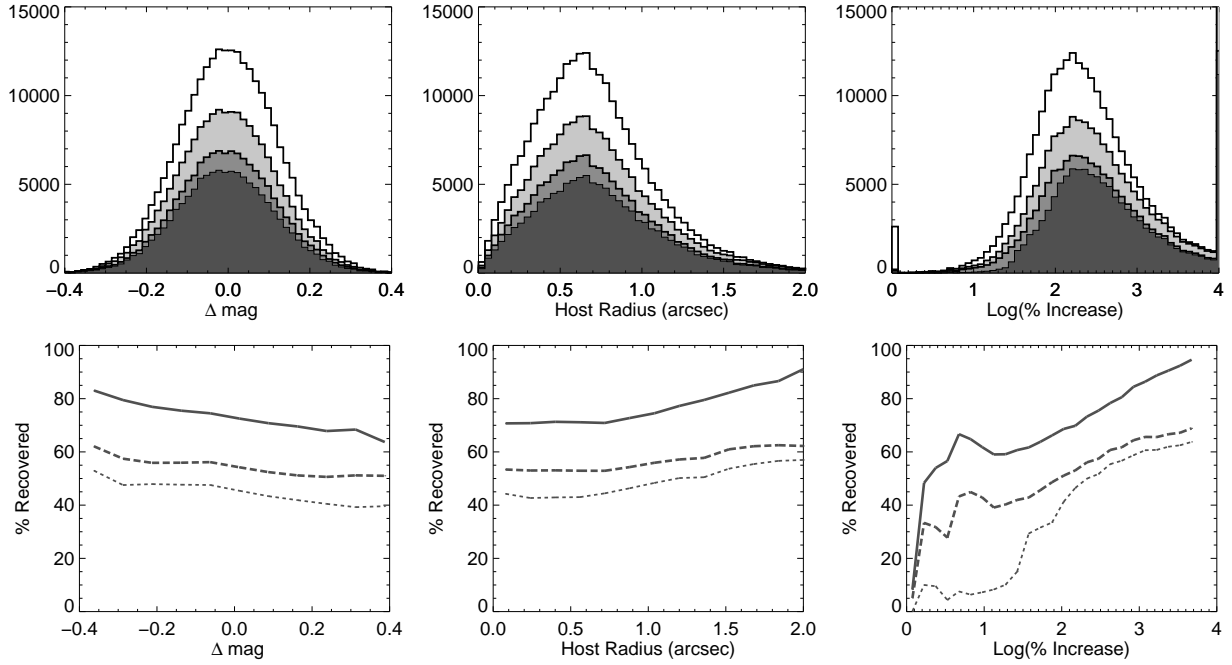 15000
10000
5000
0
−0.4 −0.2 0.0 0.2 0.4
Δ mag
15000
10000
5000
0
0.0 0.5 1.0 1.5 2.0
Host Radius (arcsec)
15000
10000
5000
0
0 1 2 3 4
Log(% Increase)
100
80
60
40
20
0
% Recovered
−0.4 −0.2 0.0 0.2 0.4
Δ mag
100
80
60
40
20
0
% Recovered
0.0 0.5 1.0 1.5 2.0
Host Radius (arcsec)
100
80
60
40
20
0
% Recovered
0 1 2 3 4
Log(% Increase)